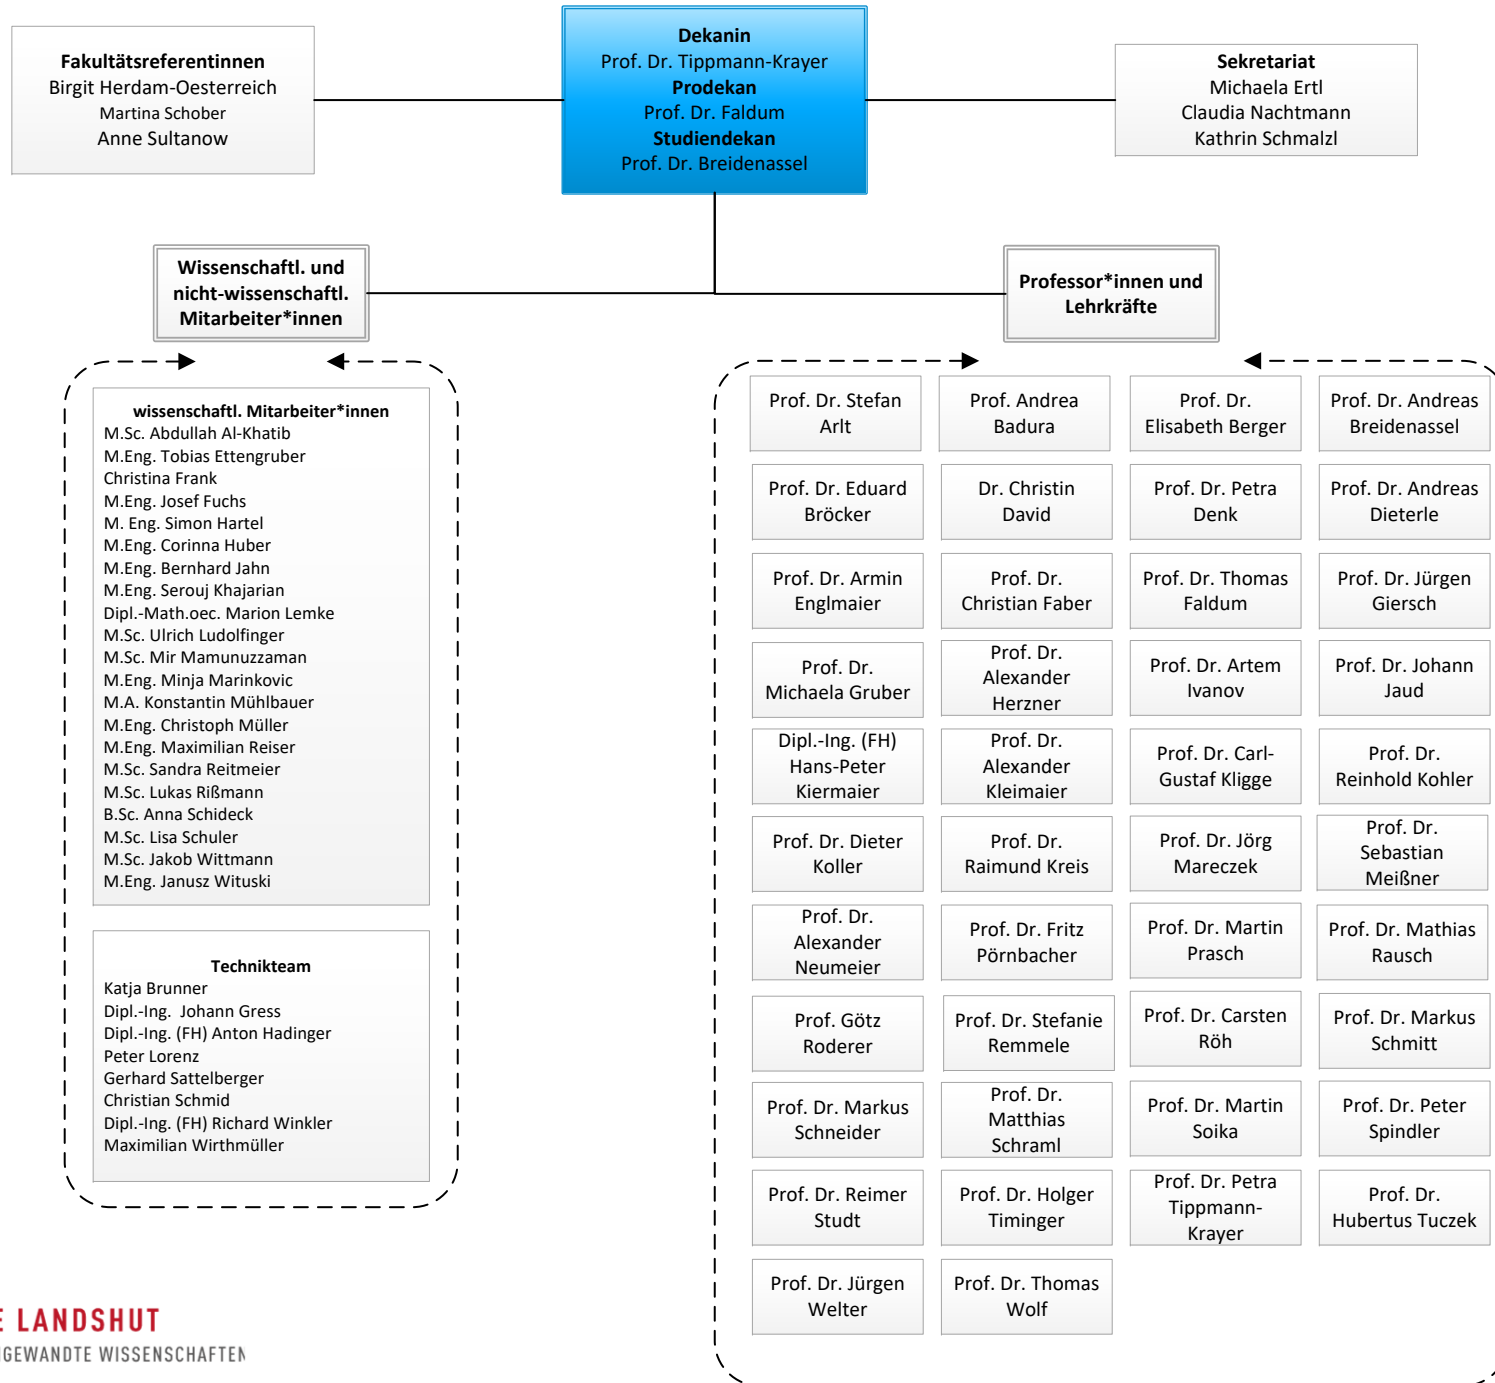 Fakultätsreferentinnen
Birgit Herdam-Oesterreich
Martina Schober
Anne Sultanow
Dekanin
Prof. Dr. Tippmann-Krayer
Prodekan
Prof. Dr. Faldum
Studiendekan
Prof. Dr. Breidenassel
Sekretariat
Michaela Ertl
Claudia Nachtmann
Kathrin Schmalzl
Wissenschaftl. und
nicht-wissenschaftl.
Mitarbeiter*innen
Professor*innen und
Lehrkräfte
wissenschaftl. Mitarbeiter*innen
M.Sc. Abdullah Al-Khatib
M.Eng. Tobias Ettengruber
Christina Frank
M.Eng. Josef Fuchs
M. Eng. Simon Hartel
M.Eng. Corinna Huber
M.Eng. Bernhard Jahn
M.Eng. Serouj Khajarian
Dipl.-Math.oec. Marion Lemke
M.Sc. Ulrich Ludolfinger
M.Sc. Mir Mamunuzzaman
M.Eng. Minja Marinkovic
M.A. Konstantin Mühlbauer
M.Eng. Christoph Müller
M.Eng. Maximilian Reiser
M.Sc. Sandra Reitmeier
M.Sc. Lukas Rißmann
B.Sc. Anna Schideck
M.Sc. Lisa Schuler
M.Sc. Jakob Wittmann
M.Eng. Janusz Wituski
Technikteam
Katja Brunner
Dipl.-Ing.  Johann Gress
Dipl.-Ing. (FH) Anton Hadinger
Peter Lorenz
Gerhard Sattelberger
Christian Schmid
Dipl.-Ing. (FH) Richard Winkler
Maximilian Wirthmüller
Prof. Dr. Stefan
Arlt
Prof. Andrea
Badura
Prof. Dr.
Elisabeth Berger
Prof. Dr. Andreas
Breidenassel
Prof. Dr. Eduard
Bröcker
Dr. Christin
David
Prof. Dr. Petra
Denk
Prof. Dr. Andreas
Dieterle
Prof. Dr. Armin
Englmaier
Prof. Dr.
Christian Faber
Prof. Dr. Thomas
Faldum
Prof. Dr. Jürgen
Giersch
Prof. Dr.
Michaela Gruber
Prof. Dr.
Alexander
Herzner
Prof. Dr. Artem
Ivanov
Prof. Dr. Johann
Jaud
Dipl.-Ing. (FH)
Hans-Peter
Kiermaier
Prof. Dr.
Alexander
Kleimaier
Prof. Dr. Carl-
Gustaf Kligge
Prof. Dr.
Reinhold Kohler
Prof. Dr. Dieter
Koller
Prof. Dr.
Raimund Kreis
Prof. Dr. Jörg
Mareczek
Prof. Dr.
Sebastian
Meißner
Prof. Dr.
Alexander
Neumeier
Prof. Dr. Fritz
Pörnbacher
Prof. Dr. Martin
Prasch
Prof. Dr. Mathias
Rausch
Prof. Götz
Roderer
Prof. Dr. Stefanie
Remmele
Prof. Dr. Carsten
Röh
Prof. Dr. Markus
Schmitt
Prof. Dr. Markus
Schneider
Prof. Dr.
Matthias
Schraml
Prof. Dr. Martin
Soika
Prof. Dr. Peter
Spindler
Prof. Dr. Reimer
Studt
Prof. Dr. Holger
Timinger
Prof. Dr. Petra
Tippmann-
Krayer
Prof. Dr.
Hubertus Tuczek
Prof. Dr. Jürgen
Welter
Prof. Dr. Thomas
Wolf
E LANDSHUT
NGEWANDTE WISSENSCHAFTEN